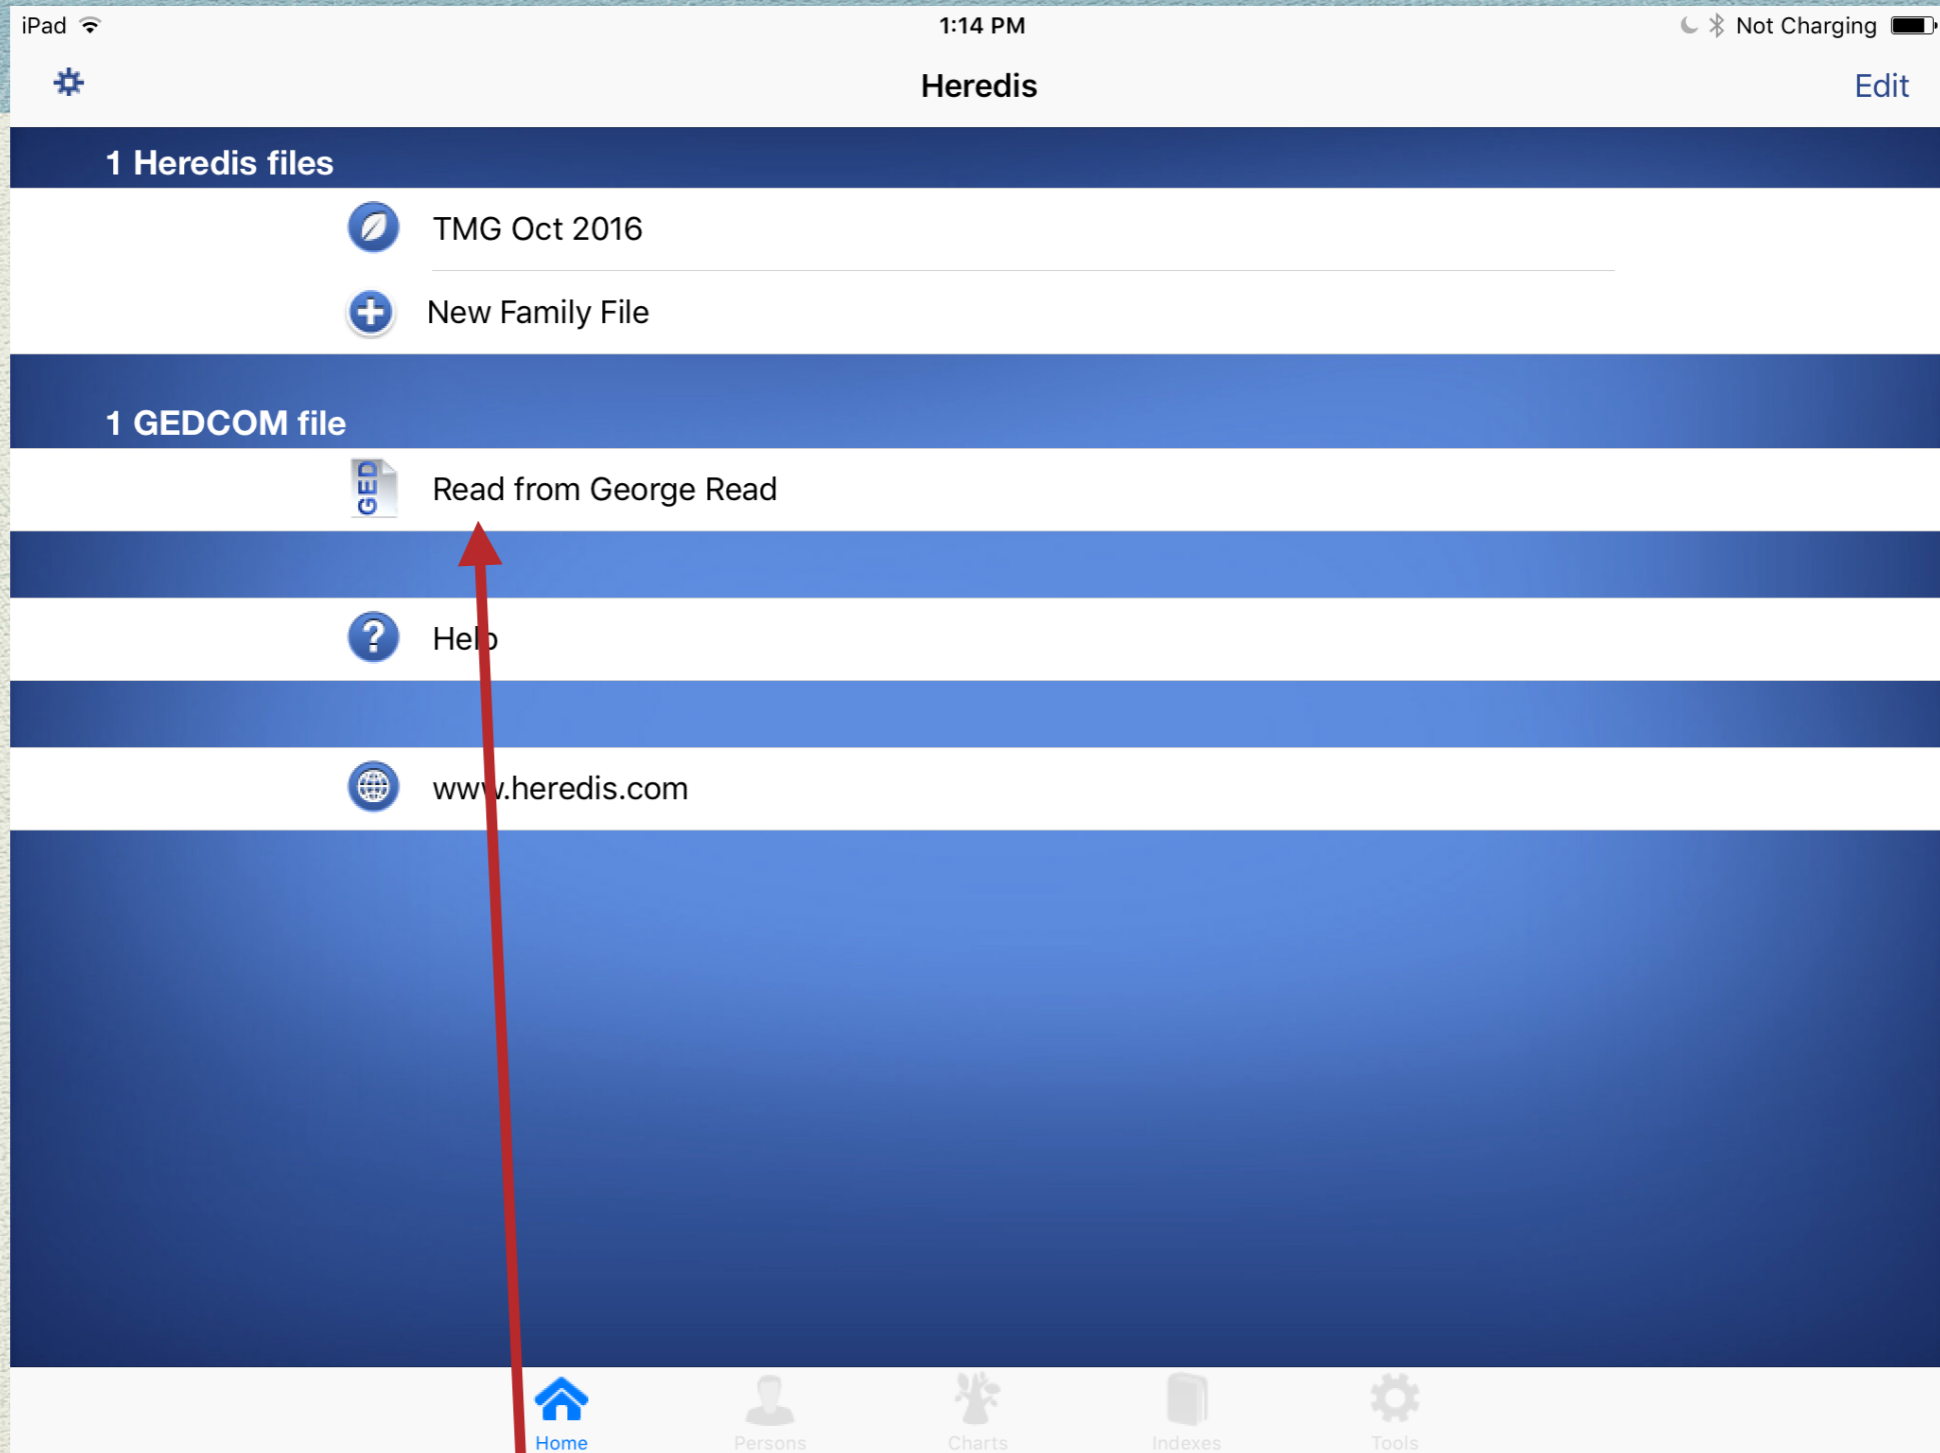 iPad 1:14 PM Not Charging
Heredis Edit
1 Heredis files
TMG Oct 2016
New Family File
1 GEDCOM file
GED
Read from George Read
Help
www.heredis.com
Home Persons Charts Indexes Tools